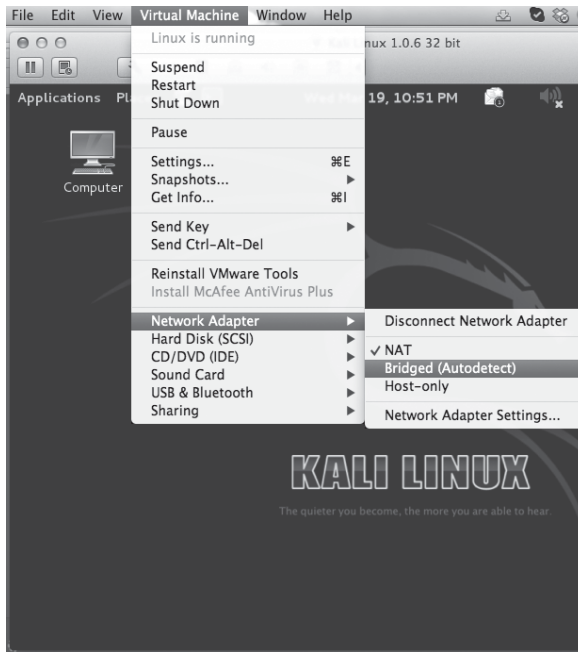 File Edit View Virtual Machine Window Help
Linux is running
nux 1.0.6 32 bit
Suspend
Restart
Shut Down
Applications Pl
19, 10:51 PM
Pause
Computer
Settings... ⌘E
Snapshots...
Get Info... ⌘I
Send Key
Send Ctrl-Alt-Del
Reinstall VMware Tools
Install McAfee AntiVirus Plus
Network Adapter
Hard Disk (SCSI)
CD/DVD (IDE)
Sound Card
USB & Bluetooth
Sharing
Disconnect Network Adapter
✓ NAT
Bridged (Autodetect)
Host-only
Network Adapter Settings...
KALI LINUX
The quieter you become, the more you are able to hear.